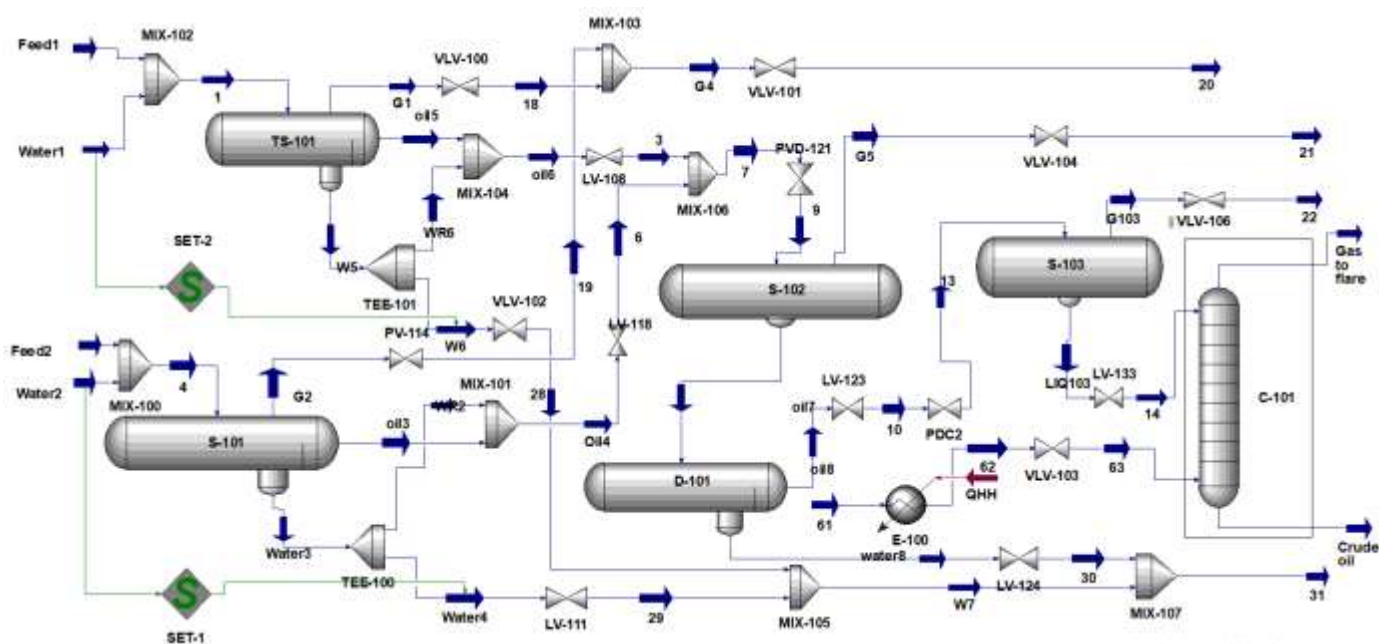 MIX-103
MIX-102
Feed1
VLV-100
1
G1
18
G4
VLV-101
20
oil5
TS-101
Water1
3
PVD-121
G5
VLV-104
21
oil6
LV-108
7
MIX-104
MIX-106
9
G103
VLV-106
22
WR6
6
SET-2
S
W5
19
S-102
13
S-103
Gas
to
flare
TEE-101
VLV-102
PV-114
W6
LV-118
Feed2
4
G2
MIX-101
28
LV-123
LIQ103
LV-133
14
C-101
Water2
MIX-100
WR2
oil7
10
S-101
oil3
Oil4
PDC2
62
VLV-103
63
D-101
oil8
QHH
61
E-100
Water3
water8
Crude
oil
TEE-100
LV-124
30
S
Water4
LV-111
29
MIX-105
W7
MIX-107
31
SET-1